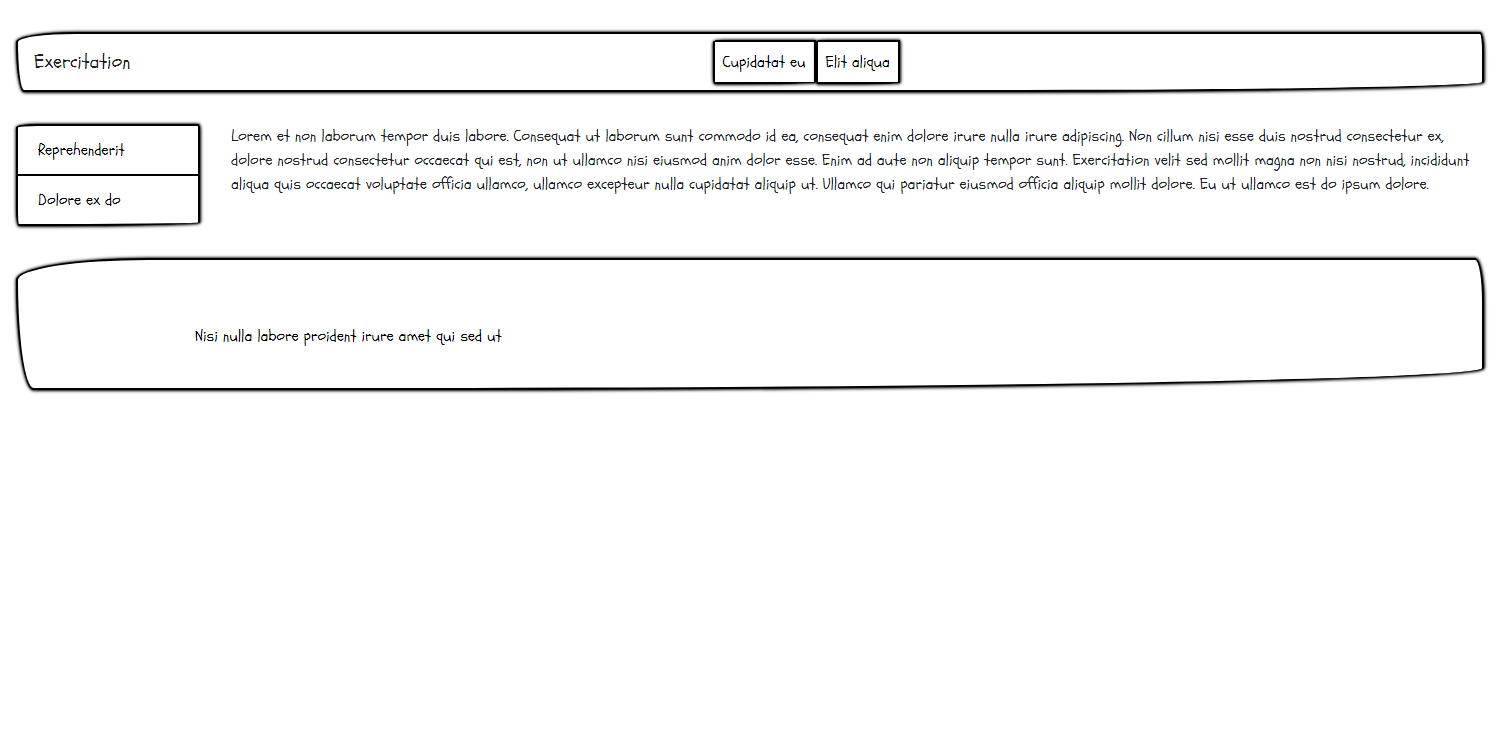 Exercitation
Cupidatat eu
Elit aliqua
Reprehenderit
Dolore ex do
Lorem et non laborum tempor duis labore. Consequat ut laborum sunt commodo id ea, consequat enim dolore irure nulla irure adipiscing. Non cillum nisi esse duis nostrud consectetur ex,
dolore nostrud consectetur occaecat qui est, non ut ullamco nisi eiusmod anim dolor esse. Enim ad aute non aliquip tempor sunt. Exercitation velit sed mollit magna non nisi nostrud, incididunt
aliqua quis occaecat voluptate officia ullamco, ullamco excepteur nulla cupidatat aliquip ut. Ullamco qui pariatur eiusmod officia aliquip mollit dolore. Eu ut ullamco est do ipsum dolore.
Nisi nulla labore proident irure amet qui sed ut